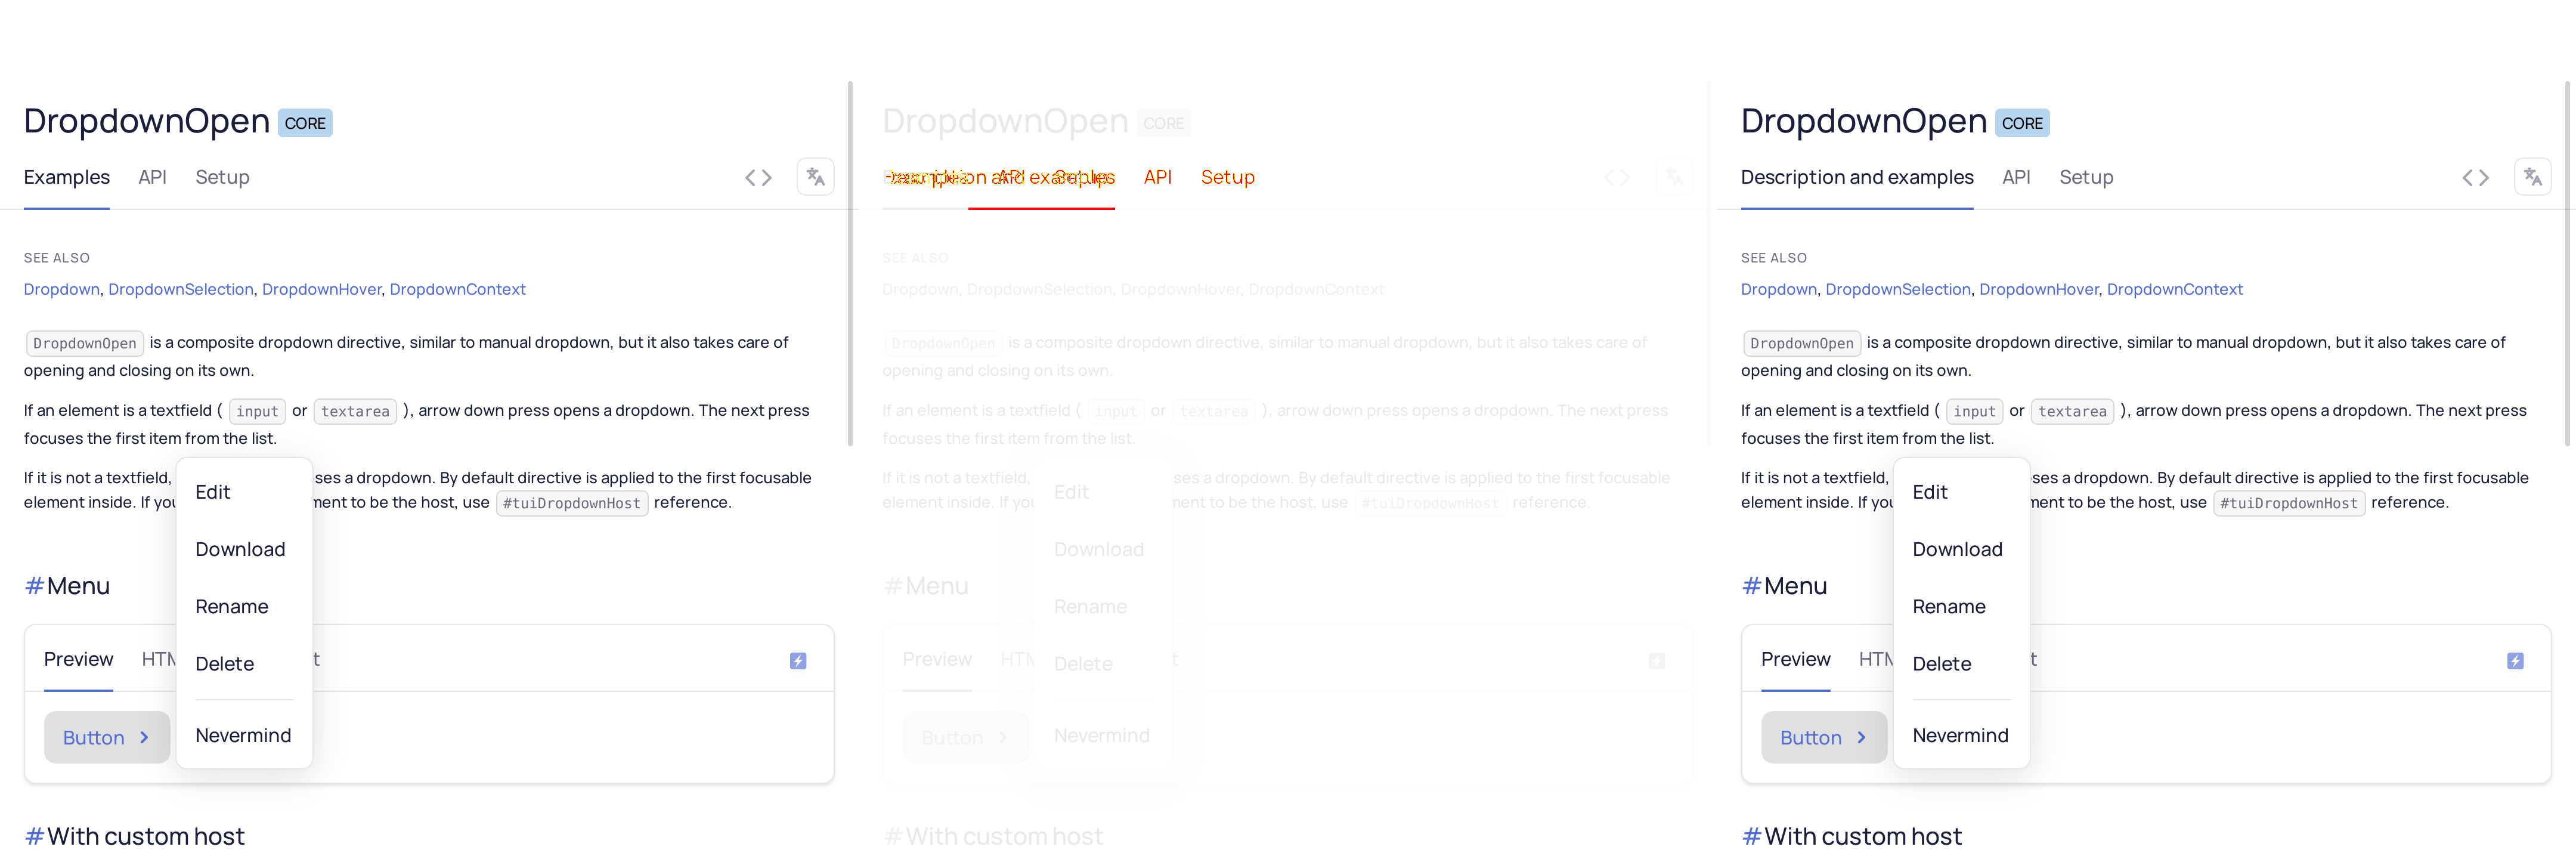 DropdownOpen CORE
Examples API Setup
SEE ALSO
Dropdown, DropdownSelection, DropdownHover, DropdownContext
DropdownOpen is a composite dropdown directive, similar to manual dropdown, but it also takes care of
opening and closing on its own.
If an element is a textfield ( input or textarea ), arrow down press opens a dropdown. The next press
focuses the first item from the list.
If it is not a textfield, ses a dropdown. By default directive is applied to the first focusable
element inside. If you ment to be the host, use #tuiDropdownHost reference.
Edit
Download
Rename
Delete
Nevermind
#Menu
Preview HTM t
Button
#With custom host
DropdownOpen CORE
Description and examples API Setup
SEE ALSO
Dropdown, DropdownSelection, DropdownHover, DropdownContext
DropdownOpen is a composite dropdown directive, similar to manual dropdown, but it also takes care of
opening and closing on its own.
If an element is a textfield ( input or textarea ), arrow down press opens a dropdown. The next press
focuses the first item from the list.
If it is not a textfield, ses a dropdown. By default directive is applied to the first focusable
element inside. If you ment to be the host, use #tuiDropdownHost reference.
Edit
Download
Rename
Delete
Nevermind
#Menu
Preview HTM t
Button
#With custom host
DropdownOpen CORE
Description and examples API Setup
SEE ALSO
Dropdown, DropdownSelection, DropdownHover, DropdownContext
DropdownOpen is a composite dropdown directive, similar to manual dropdown, but it also takes care of
opening and closing on its own.
If an element is a textfield ( input or textarea ), arrow down press opens a dropdown. The next press
focuses the first item from the list.
If it is not a textfield, ses a dropdown. By default directive is applied to the first focusable
element inside. If you ment to be the host, use #tuiDropdownHost reference.
Edit
Download
Rename
Delete
Nevermind
#Menu
Preview HTM t
Button
#With custom host